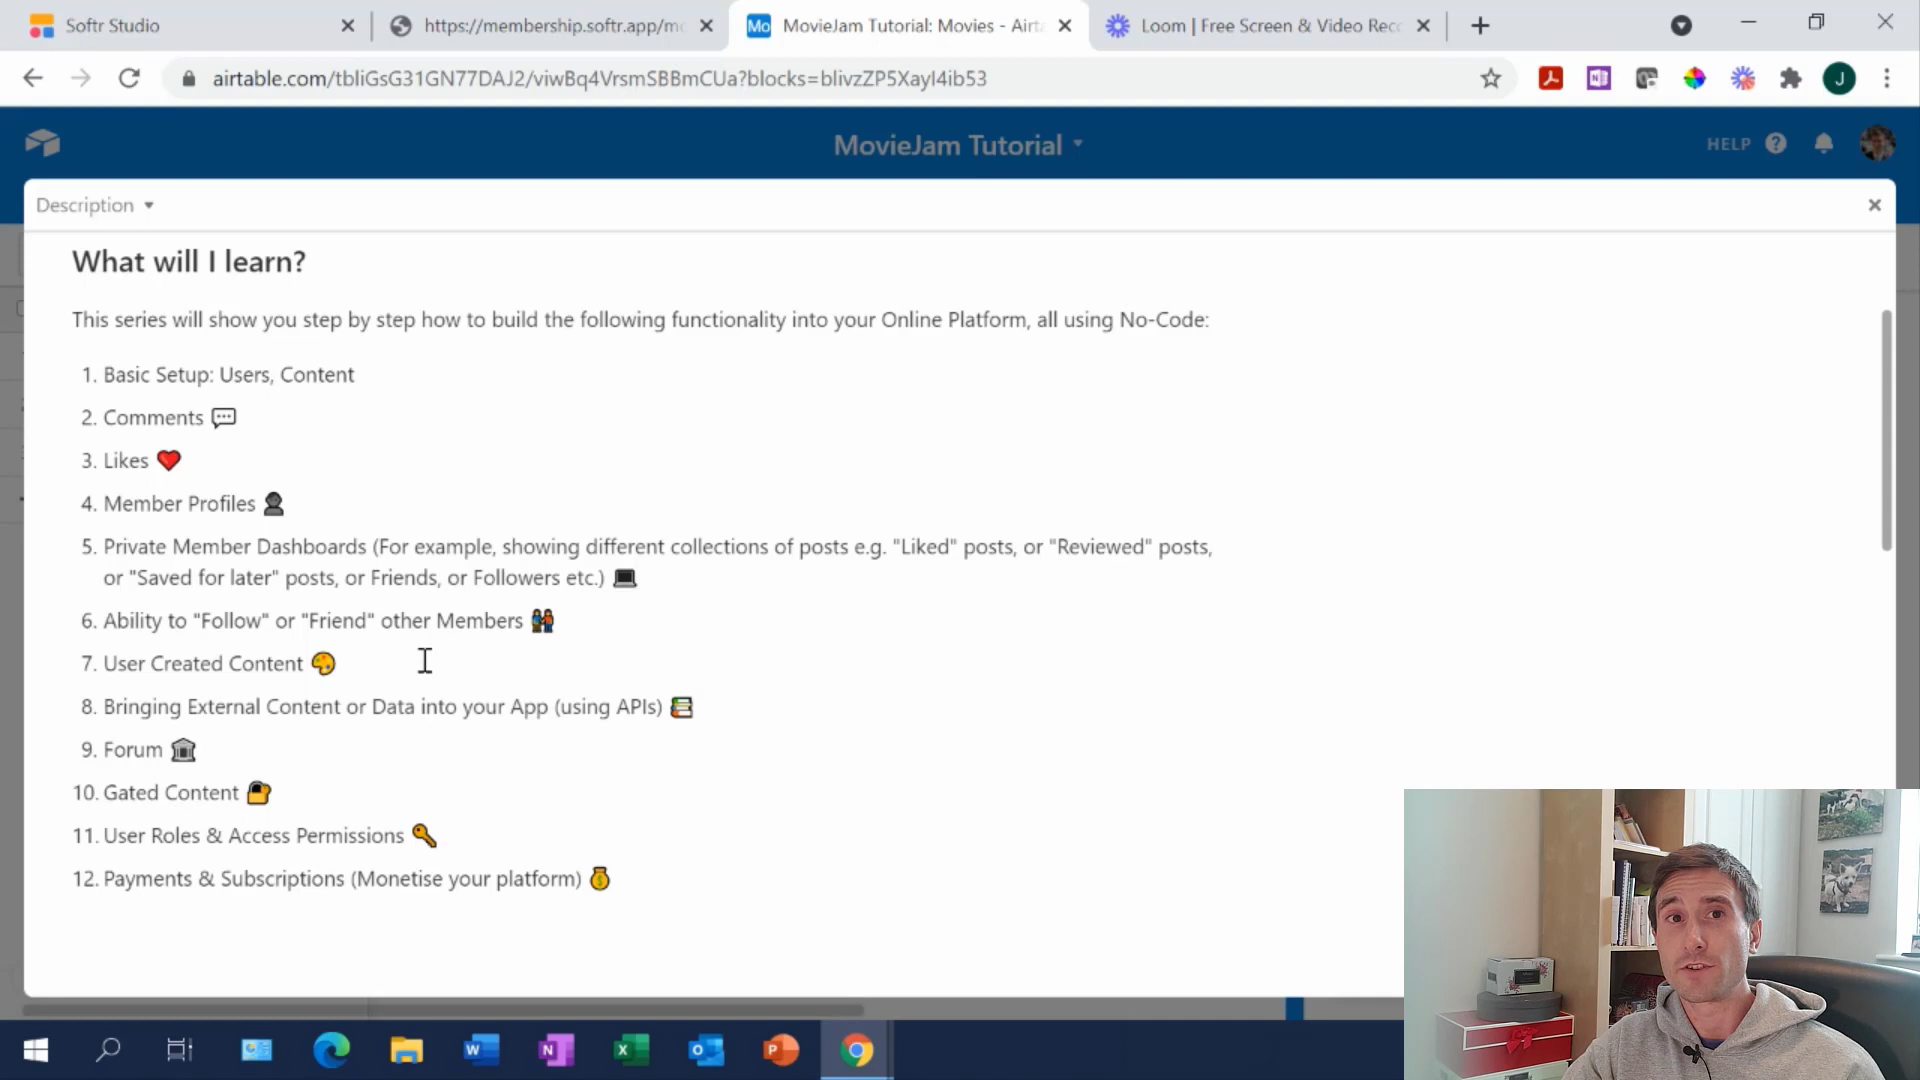 Softr Studio
https://membership.softr.app/mo
Mo
MovieJam Tutorial: Movies - Airta
Loom | Free Screen & Video Rec
airtable.com/tbliGsG31GN77DAJ2/viwBq4VrsmSBBmCUa?blocks=blivzZP5Xayl4ib53
J
MovieJam Tutorial
HELP
Description
What will I learn?
This series will show you step by step how to build the following functionality into your Online Platform, all using No-Code:
1. Basic Setup: Users, Content
2. Comments 💬
3. Likes ❤️
4. Member Profiles 👤
5. Private Member Dashboards (For example, showing different collections of posts e.g. "Liked" posts, or "Reviewed" posts,
or "Saved for later" posts, or Friends, or Followers etc.) 💻
6. Ability to "Follow" or "Friend" other Members 👭
7. User Created Content 🎨
8. Bringing External Content or Data into your App (using APIs) 📚
9. Forum 🏛
10. Gated Content 🔐
11. User Roles & Access Permissions 🔑
12. Payments & Subscriptions (Monetise your platform) 💰